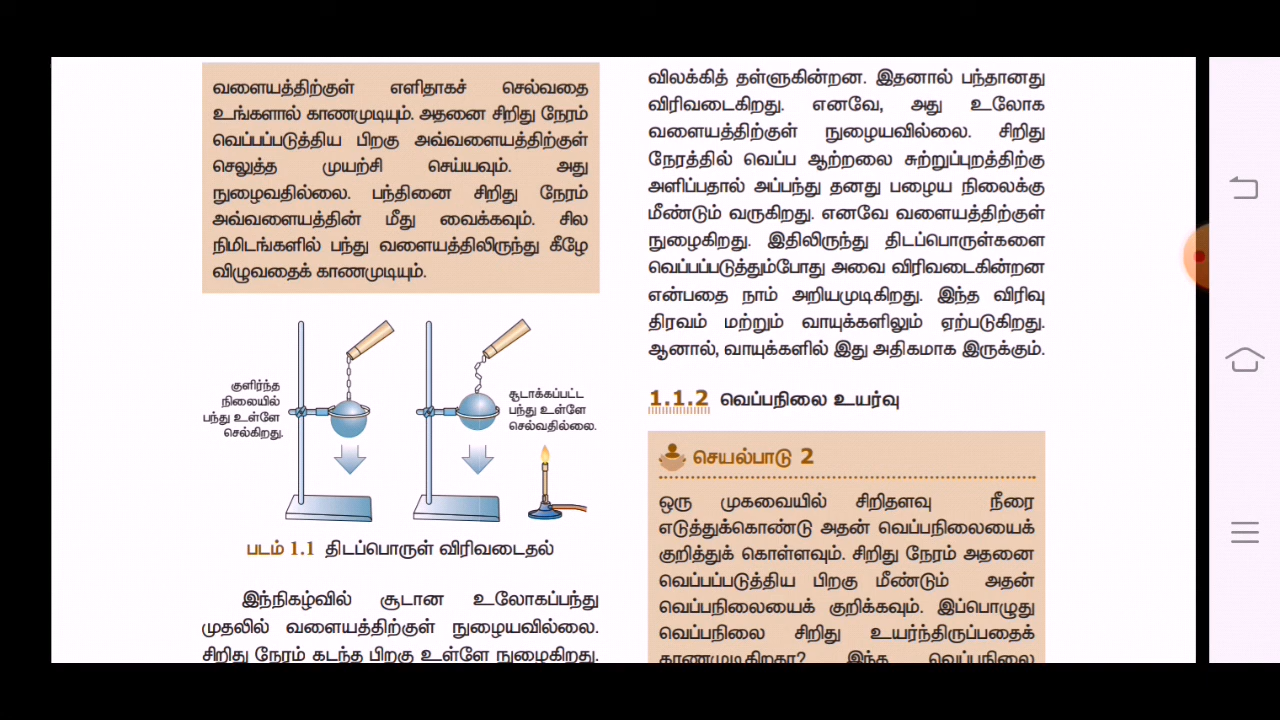 வளையத்திற்குள் எளிதாகச் செல்வதை
உங்களால் காணமுடியும். அதனை சிறிது நேரம்
வெப்பப்படுத்திய பிறகு அவ்வளையத்திற்குள்
செலுத்த முயற்சி செய்யவும். அது
நுழைவதில்லை. பந்தினை சிறிது நேரம்
அவ்வளையத்தின் மீது வைக்கவும். சில
நிமிடங்களில் பந்து வளையத்திலிருந்து கீழே
விழுவதைக் காணமுடியும்.
குளிர்ந்த
நிலையில்
பந்து உள்ளே
செல்கிறது.
சூடாக்கப்பட்ட
பந்து உள்ளே
செல்வதில்லை.
படம் 1.1 திடப்பொருள் விரிவடைதல்
இந்நிகழ்வில் சூடான உலோகப்பந்து
முதலில் வளையத்திற்குள் நுழையவில்லை.
சிறிது நேரம் கடந்த பிறகு உள்ளே நுழைகிறது.
விலக்கித் தள்ளுகின்றன. இதனால் பந்தானது
விரிவடைகிறது. எனவே, அது உலோக
வளையத்திற்குள் நுழையவில்லை. சிறிது
நேரத்தில் வெப்ப ஆற்றலை சுற்றுப்புறத்திற்கு
அளிப்பதால் அப்பந்து தனது பழைய நிலைக்கு
மீண்டும் வருகிறது. எனவே வளையத்திற்குள்
நுழைகிறது. இதிலிருந்து திடப்பொருள்களை
வெப்பப்படுத்தும்போது அவை விரிவடைகின்றன
என்பதை நாம் அறியமுடிகிறது. இந்த விரிவு
திரவம் மற்றும் வாயுக்களிலும் ஏற்படுகிறது.
ஆனால், வாயுக்களில் இது அதிகமாக இருக்கும்.
1.1.2 வெப்பநிலை உயர்வு
செயல்பாடு 2
ஒரு முகவையில் சிறிதளவு நீரை
எடுத்துக்கொண்டு அதன் வெப்பநிலையைக்
குறித்துக் கொள்ளவும். சிறிது நேரம் அதனை
வெப்பப்படுத்திய பிறகு மீண்டும் அதன்
வெப்பநிலையைக் குறிக்கவும். இப்பொழுது
வெப்பநிலை சிறிது உயர்ந்திருப்பதைக்
காணமுடிகிறதா? இந்த வெப்பநிலை